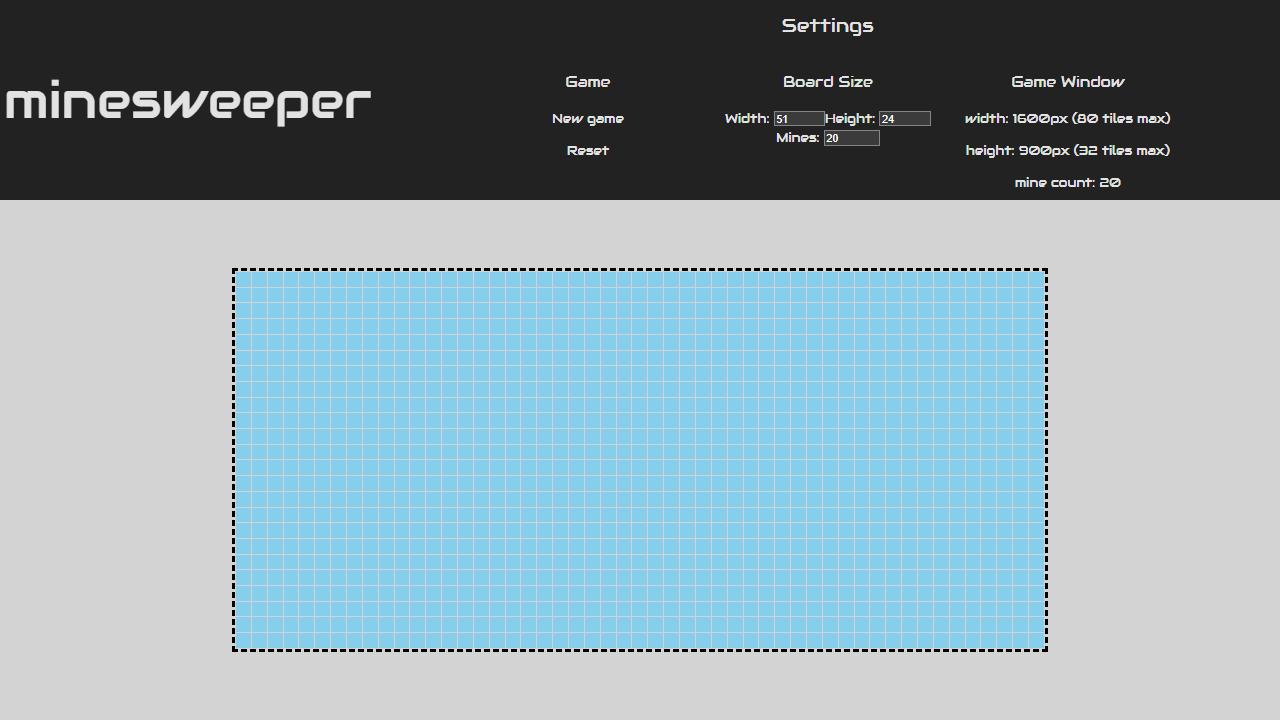 minesweeper
Settings
Game
New game
Reset
Board Size
Width: 51 Height: 24
Mines: 20
Game Window
width: 1600px (80 tiles max)
height: 900px (32 tiles max)
mine count: 20